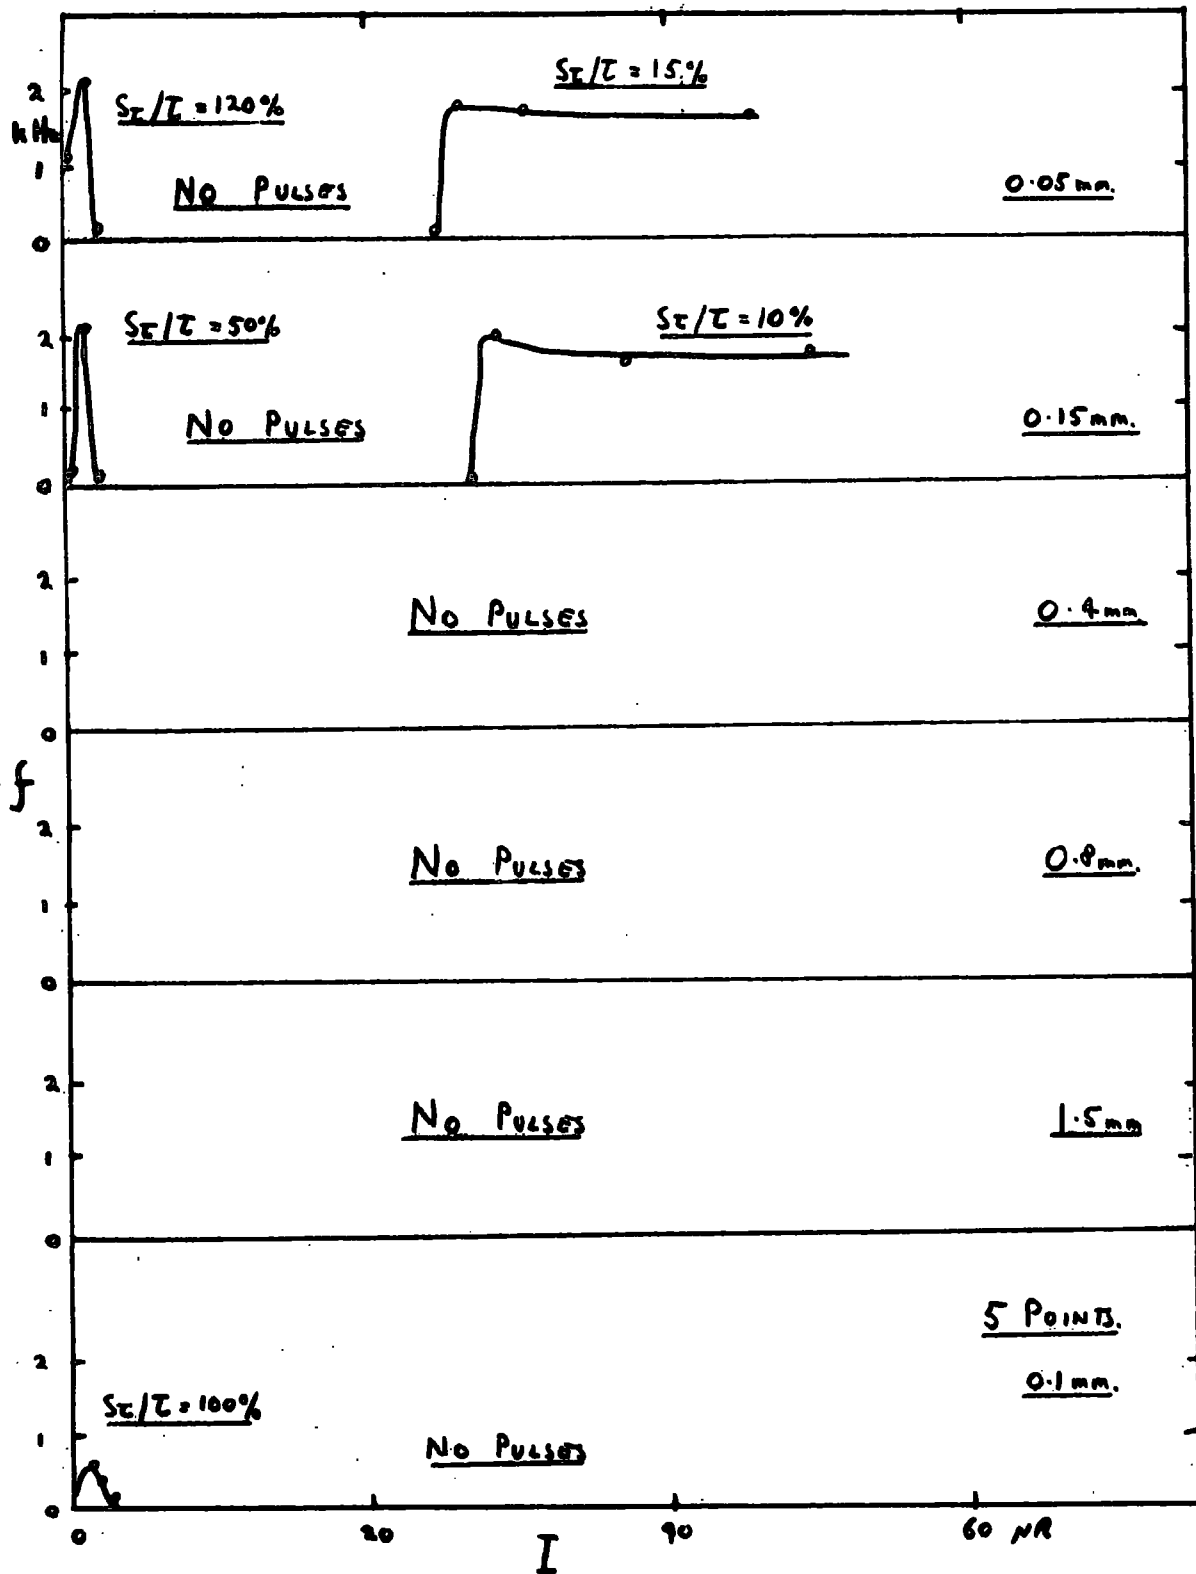 Sτ/τ = 15%
2
Sτ/τ = 120%
kHz
1
No Pulses
0.05 mm.
0
Sτ/τ = 50%
Sτ/τ = 10%
2
1
No Pulses
0.15 mm.
0
2
No Pulses
0.4 mm
1
0
f
2
No Pulses
0.8 mm.
1
0
2
No Pulses
1.5 mm
1
0
5 Points.
2
0.1 mm.
Sτ/τ = 100%
1
No Pulses
0
0 20 40 60
I